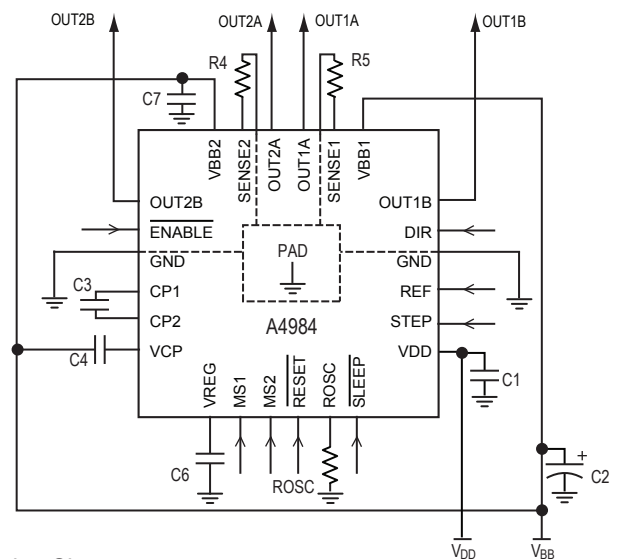 OUT2B
OUT2A
OUT1A
OUT1B
R4
R5
C7
VBB2
SENSE2
OUT2A
OUT1A
SENSE1
VBB1
OUT2B
OUT1B
ENABLE
DIR
GND
PAD
GND
C3
CP1
REF
CP2
A4984
STEP
C4
VCP
VDD
C1
VREG
MS1
MS2
RESET
ROSC
SLEEP
C6
ROSC
+
C2
VDD
VBB